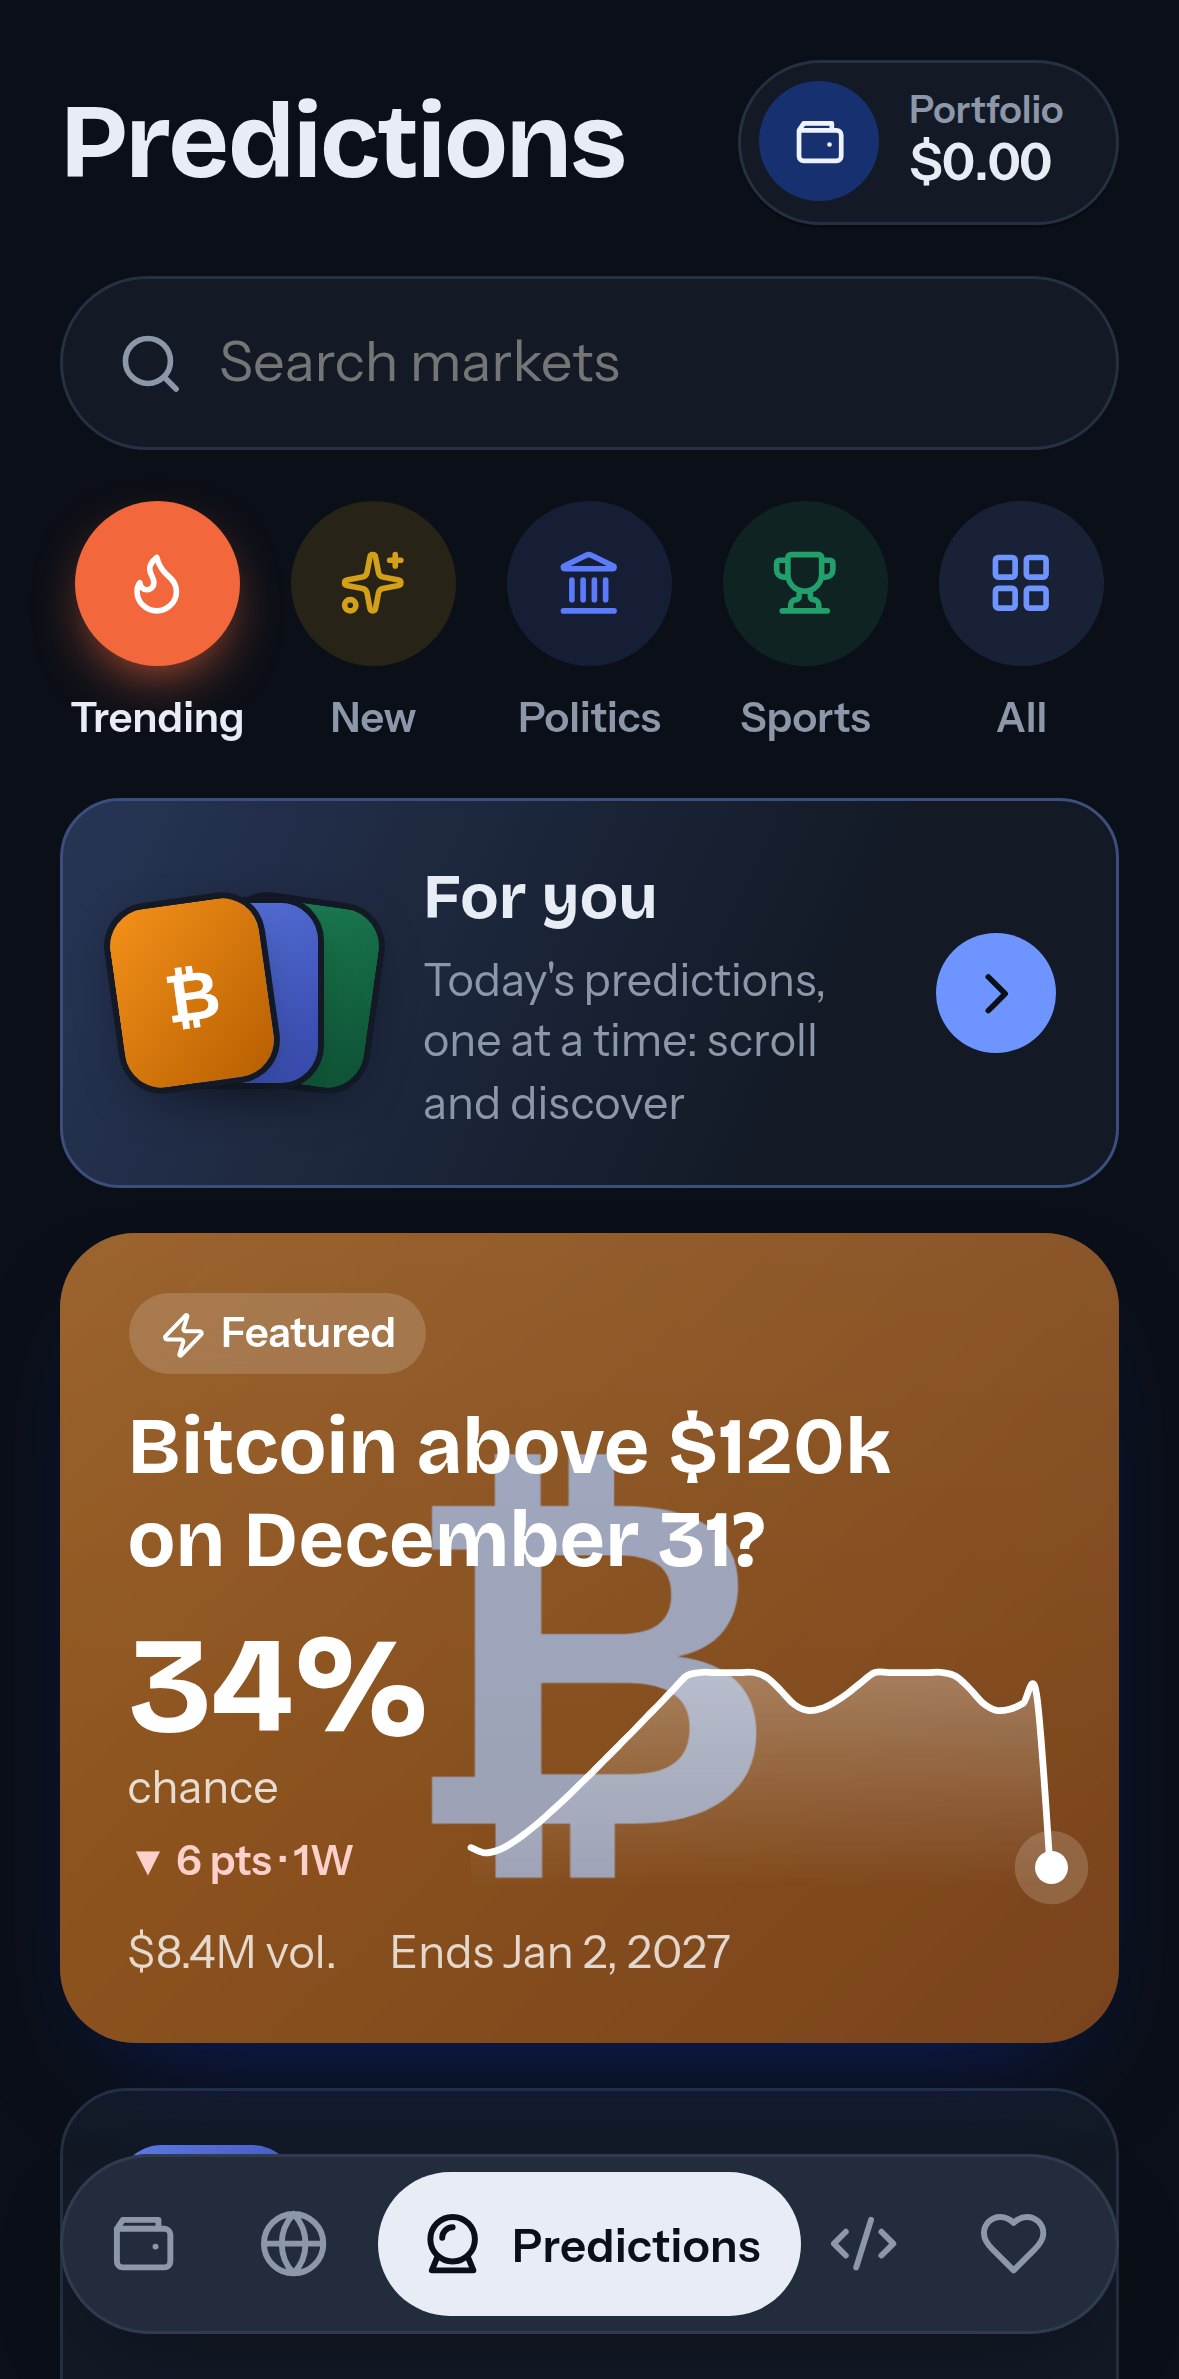 Predictions
Portfolio
$0.00
Search markets
Trending
New
Politics
Sports
All
For you
Today's predictions,
one at a time: scroll
and discover
Featured
Bitcoin above $120k
on December 31?
34%
chance
▼ 6 pts · 1W
$8.4M vol.
Ends Jan 2, 2027
Predictions